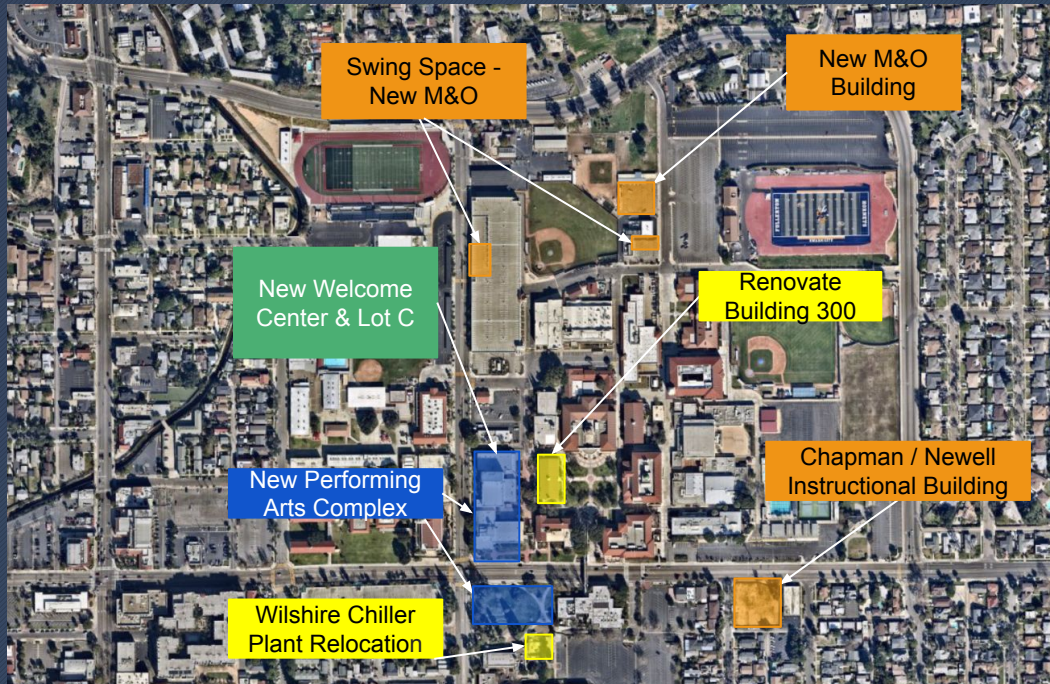 Swing Space -
New M&O
New M&O
Building
New Welcome
Center & Lot C
Renovate
Building 300
New Performing
Arts Complex
Chapman / Newell
Instructional Building
Wilshire Chiller
Plant Relocation
FULLERTON